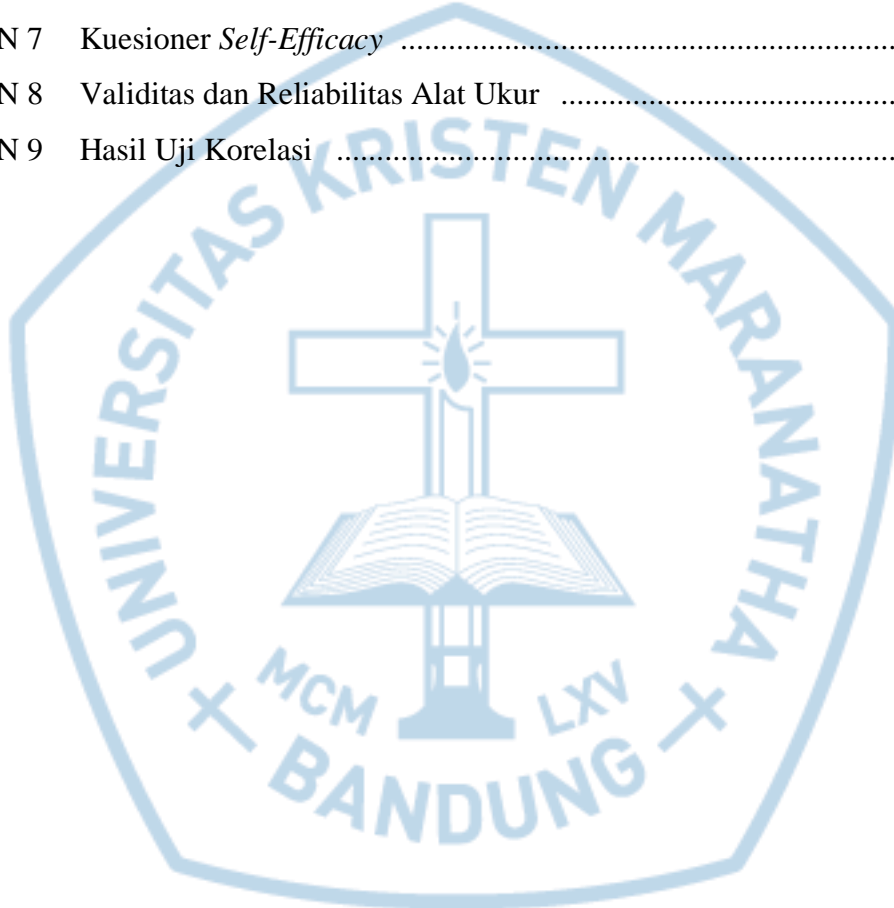 N 7 Kuesioner Self-Efficacy ..........................................................................
N 8 Validitas dan Reliabilitas Alat Ukur ..................................................
N 9 Hasil Uji Korelasi ....................................................................................
UNIVERSITAS KRISTEN MARANATHA
MCM LXV
BANDUNG